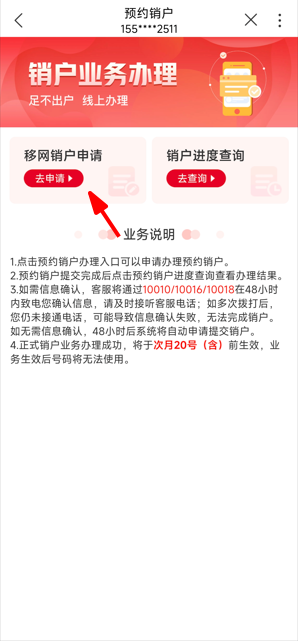 预约销户
155****2511
销户业务办理
足不出户 线上办理
移网销户申请
去申请
销户进度查询
去查询
业务说明
1.点击预约销户办理入口可以申请办理预约销户。
2.预约销户提交完成后点击预约销户进度查询查看办理结果。
3.如需信息确认，客服将通过10010/10016/10018在48小时
内致电您确认信息，请及时接听客服电话；如多次拨打后，
您仍未接通电话，可能导致信息确认失败，无法完成销户。
如无需信息确认，48小时后系统将自动申请提交销户。
4.正式销户业务办理成功，将于次月20号（含）前生效，业
务生效后号码将无法使用。